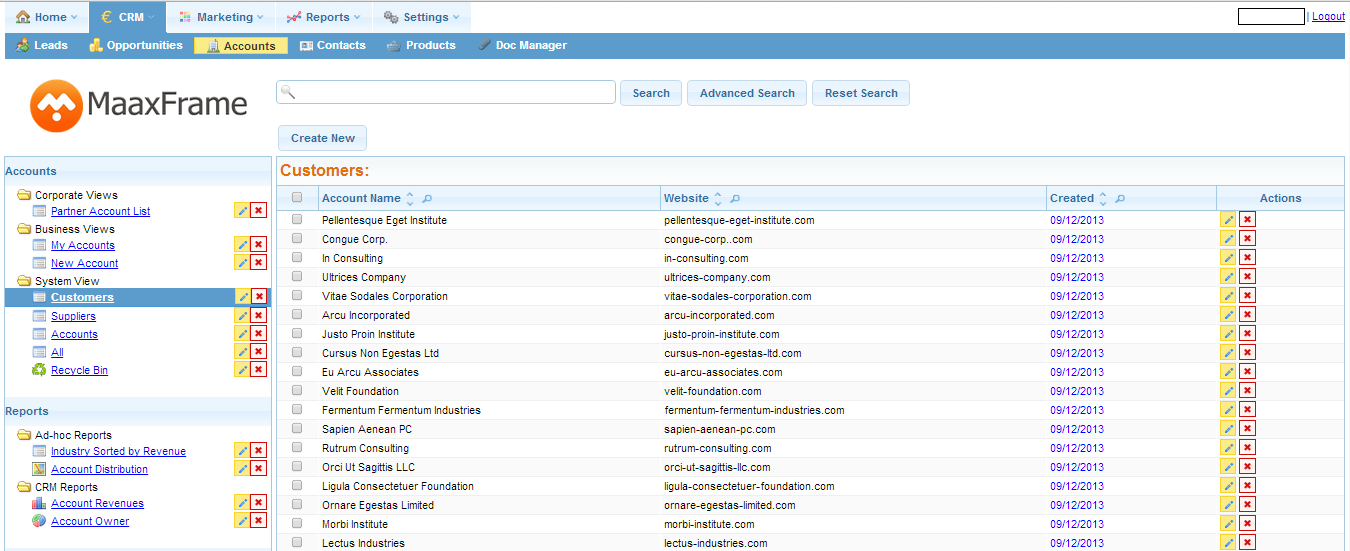 Home CRM Marketing Reports Settings | Logout
Leads Opportunities Accounts Contacts Products Doc Manager
MaaxFrame
Search Advanced Search Reset Search
Create New
Accounts
Corporate Views
Partner Account List
Business Views
My Accounts
New Account
System View
Customers
Suppliers
Accounts
All
Recycle Bin
Reports
Ad-hoc Reports
Industry Sorted by Revenue
Account Distribution
CRM Reports
Account Revenues
Account Owner
Customers:
Account Name Website Created Actions
Pellentesque Eget Institute pellentesque-eget-institute.com 09/12/2013
Congue Corp. congue-corp..com 09/12/2013
In Consulting in-consulting.com 09/12/2013
Ultrices Company ultrices-company.com 09/12/2013
Vitae Sodales Corporation vitae-sodales-corporation.com 09/12/2013
Arcu Incorporated arcu-incorporated.com 09/12/2013
Justo Proin Institute justo-proin-institute.com 09/12/2013
Cursus Non Egestas Ltd cursus-non-egestas-ltd.com 09/12/2013
Eu Arcu Associates eu-arcu-associates.com 09/12/2013
Velit Foundation velit-foundation.com 09/12/2013
Fermentum Fermentum Industries fermentum-fermentum-industries.com 09/12/2013
Sapien Aenean PC sapien-aenean-pc.com 09/12/2013
Rutrum Consulting rutrum-consulting.com 09/12/2013
Orci Ut Sagittis LLC orci-ut-sagittis-llc.com 09/12/2013
Ligula Consectetuer Foundation ligula-consectetuer-foundation.com 09/12/2013
Ornare Egestas Limited ornare-egestas-limited.com 09/12/2013
Morbi Institute morbi-institute.com 09/12/2013
Lectus Industries lectus-industries.com 09/12/2013